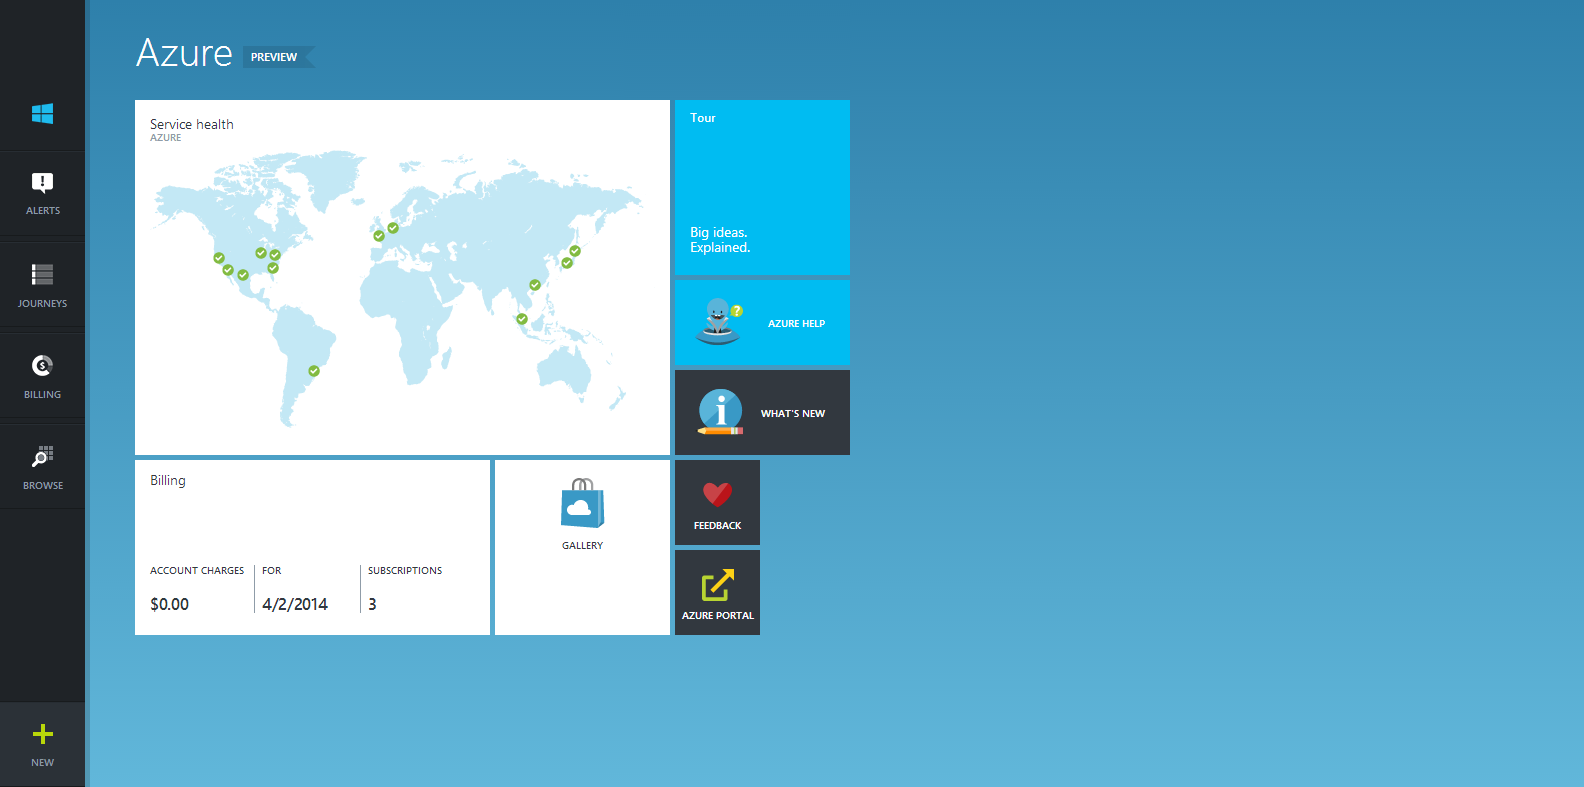 Azure PREVIEW
ALERTS
JOURNEYS
BILLING
BROWSE
NEW
Service health
AZURE
Tour
Big ideas.
Explained.
AZURE HELP
WHAT'S NEW
Billing
ACCOUNT CHARGES FOR SUBSCRIPTIONS
$0.00 4/2/2014 3
GALLERY
FEEDBACK
AZURE PORTAL